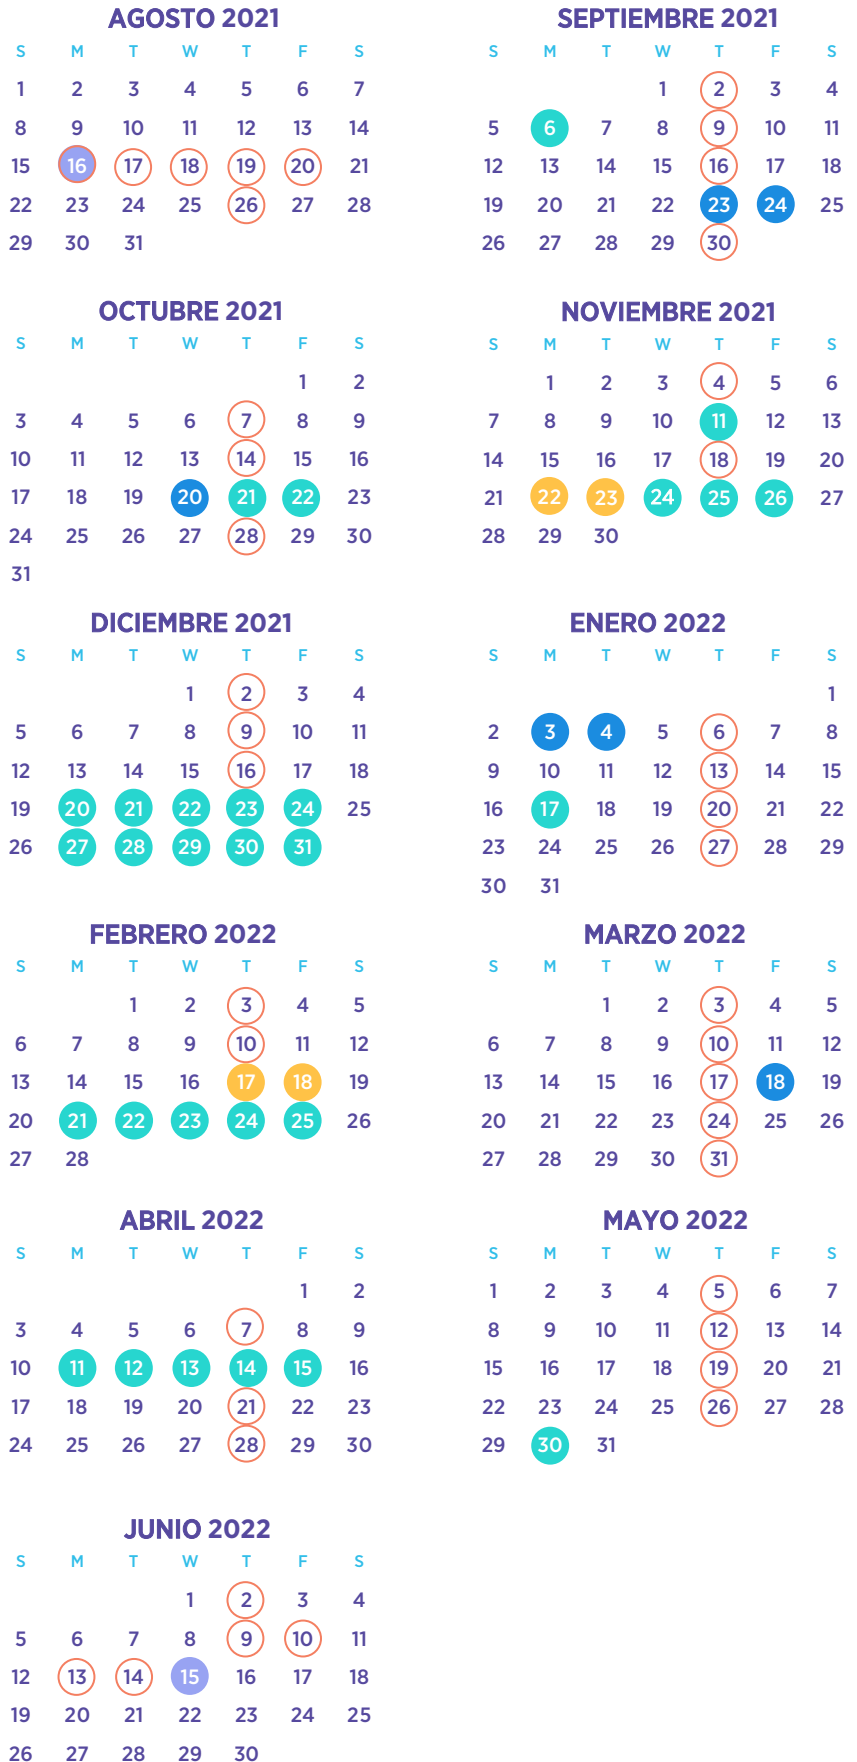 AGOSTO 2021
S M T W T F S
1 2 3 4 5 6 7
8 9 10 11 12 13 14
15 16 17 18 19 20 21
22 23 24 25 26 27 28
29 30 31
SEPTIEMBRE 2021
S M T W T F S
1 2 3 4
5 6 7 8 9 10 11
12 13 14 15 16 17 18
19 20 21 22 23 24 25
26 27 28 29 30
OCTUBRE 2021
S M T W T F S
1 2
3 4 5 6 7 8 9
10 11 12 13 14 15 16
17 18 19 20 21 22 23
24 25 26 27 28 29 30
31
NOVIEMBRE 2021
S M T W T F S
1 2 3 4 5 6
7 8 9 10 11 12 13
14 15 16 17 18 19 20
21 22 23 24 25 26 27
28 29 30
DICIEMBRE 2021
S M T W T F S
1 2 3 4
5 6 7 8 9 10 11
12 13 14 15 16 17 18
19 20 21 22 23 24 25
26 27 28 29 30 31
ENERO 2022
S M T W T F S
1
2 3 4 5 6 7 8
9 10 11 12 13 14 15
16 17 18 19 20 21 22
23 24 25 26 27 28 29
30 31
FEBRERO 2022
S M T W T F S
1 2 3 4 5
6 7 8 9 10 11 12
13 14 15 16 17 18 19
20 21 22 23 24 25 26
27 28
MARZO 2022
S M T W T F S
1 2 3 4 5
6 7 8 9 10 11 12
13 14 15 16 17 18 19
20 21 22 23 24 25 26
27 28 29 30 31
ABRIL 2022
S M T W T F S
1 2
3 4 5 6 7 8 9
10 11 12 13 14 15 16
17 18 19 20 21 22 23
24 25 26 27 28 29 30
MAYO 2022
S M T W T F S
1 2 3 4 5 6 7
8 9 10 11 12 13 14
15 16 17 18 19 20 21
22 23 24 25 26 27 28
29 30 31
JUNIO 2022
S M T W T F S
1 2 3 4
5 6 7 8 9 10 11
12 13 14 15 16 17 18
19 20 21 22 23 24 25
26 27 28 29 30